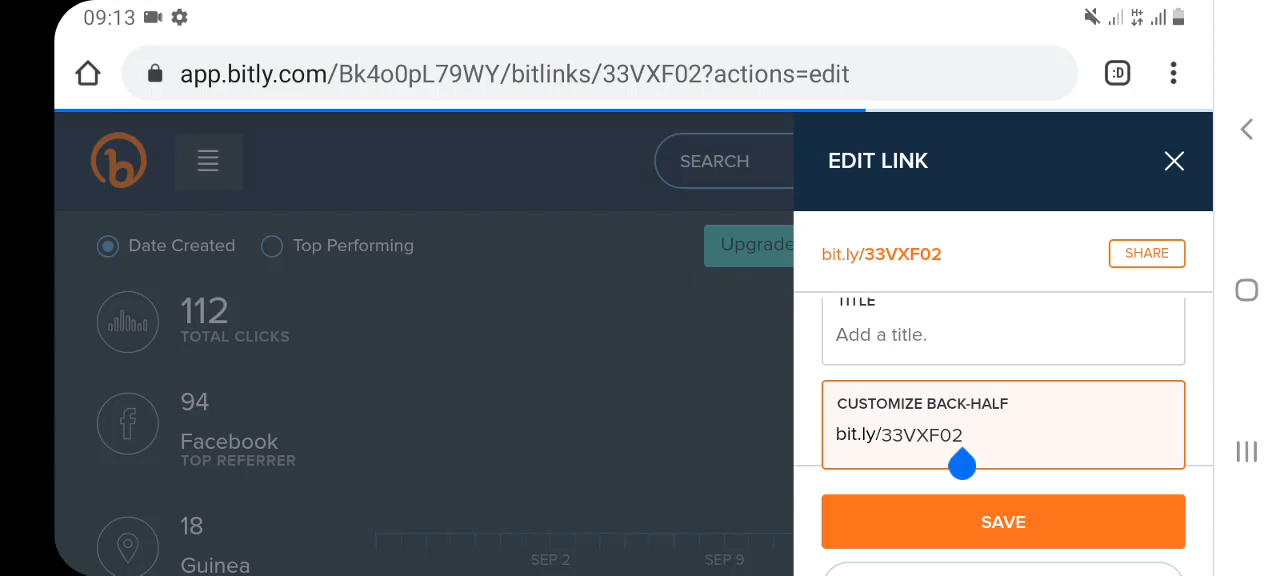 09:13
H+
app.bitly.com/Bk4o0pL79WY/bitlinks/33VXF02?actions=edit
:D
b
SEARCH
EDIT LINK
Date Created
Top Performing
Upgrade
bit.ly/33VXF02
SHARE
112
TOTAL CLICKS
TITLE
Add a title.
94
Facebook
TOP REFERRER
CUSTOMIZE BACK-HALF
bit.ly/33VXF02
18
Guinea
SEP 2
SEP 9
SAVE